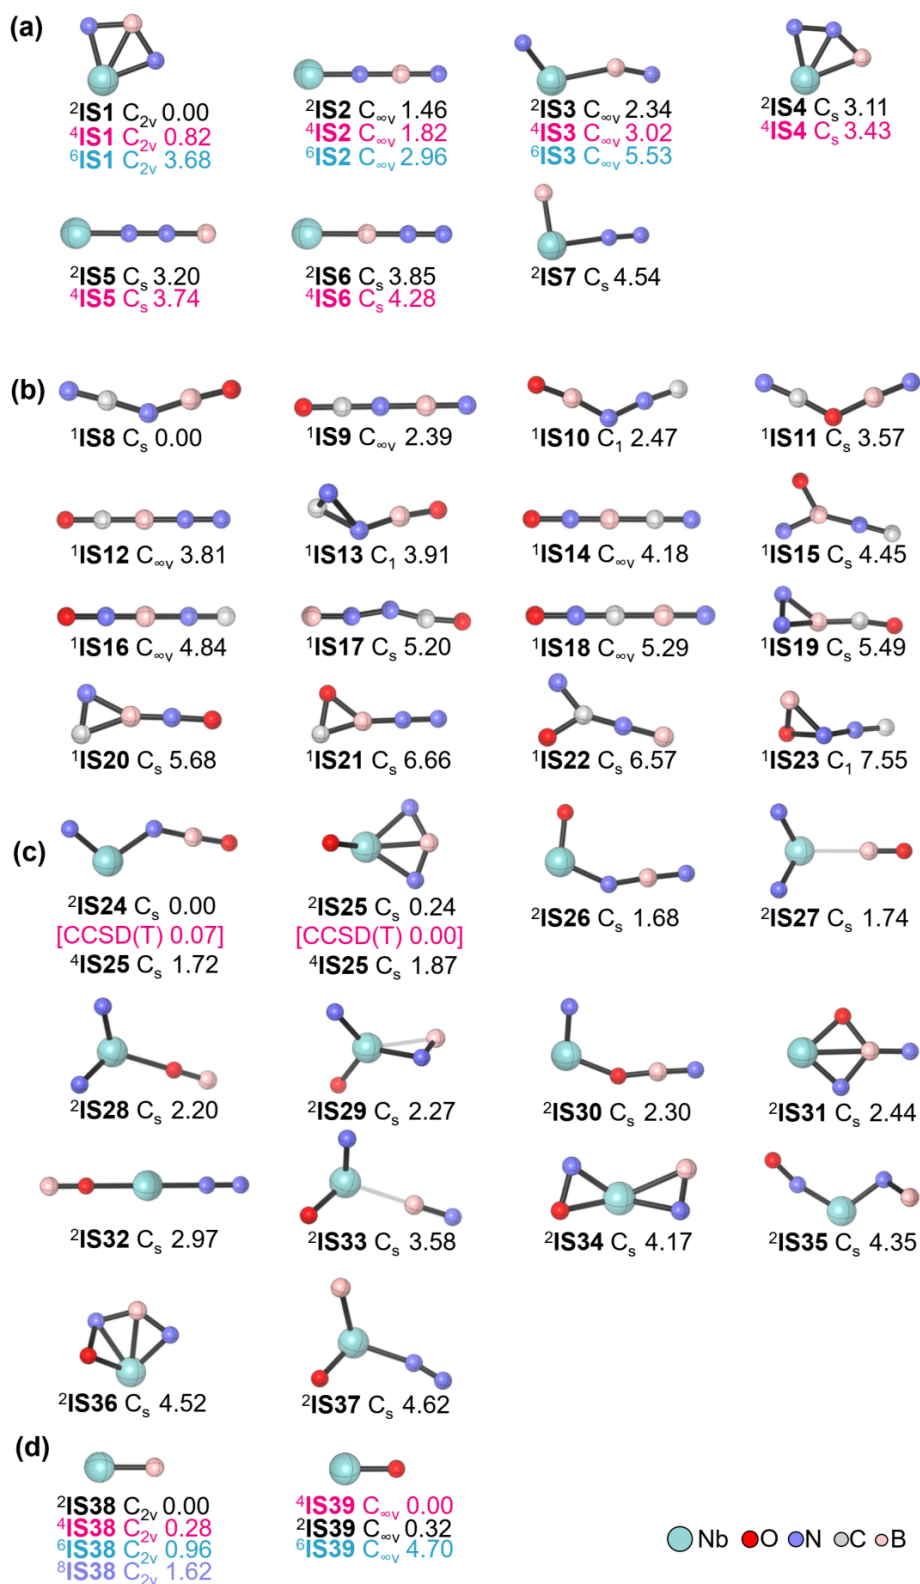 (a)
²IS1 C₂ᵥ 0.00
⁴IS1 C₂ᵥ 0.82
⁶IS1 C₂ᵥ 3.68
²IS2 C∞ᵥ 1.46
⁴IS2 C∞ᵥ 1.82
⁶IS2 C∞ᵥ 2.96
²IS3 C∞ᵥ 2.34
⁴IS3 C∞ᵥ 3.02
⁶IS3 C∞ᵥ 5.53
²IS4 Cₛ 3.11
⁴IS4 Cₛ 3.43
²IS5 Cₛ 3.20
⁴IS5 Cₛ 3.74
²IS6 Cₛ 3.85
⁴IS6 Cₛ 4.28
²IS7 Cₛ 4.54
(b)
¹IS8 Cₛ 0.00
¹IS9 C∞ᵥ 2.39
¹IS10 C₁ 2.47
¹IS11 Cₛ 3.57
¹IS12 C∞ᵥ 3.81
¹IS13 C₁ 3.91
¹IS14 C∞ᵥ 4.18
¹IS15 Cₛ 4.45
¹IS16 C∞ᵥ 4.84
¹IS17 Cₛ 5.20
¹IS18 C∞ᵥ 5.29
¹IS19 Cₛ 5.49
¹IS20 Cₛ 5.68
¹IS21 Cₛ 6.66
¹IS22 Cₛ 6.57
¹IS23 C₁ 7.55
(c)
²IS24 Cₛ 0.00
[CCSD(T) 0.07]
⁴IS25 Cₛ 1.72
²IS25 Cₛ 0.24
[CCSD(T) 0.00]
⁴IS25 Cₛ 1.87
²IS26 Cₛ 1.68
²IS27 Cₛ 1.74
²IS28 Cₛ 2.20
²IS29 Cₛ 2.27
²IS30 Cₛ 2.30
²IS31 Cₛ 2.44
²IS32 Cₛ 2.97
²IS33 Cₛ 3.58
²IS34 Cₛ 4.17
²IS35 Cₛ 4.35
²IS36 Cₛ 4.52
²IS37 Cₛ 4.62
(d)
²IS38 C₂ᵥ 0.00
⁴IS38 C₂ᵥ 0.28
⁶IS38 C₂ᵥ 0.96
⁸IS38 C₂ᵥ 1.62
⁴IS39 C∞ᵥ 0.00
²IS39 C∞ᵥ 0.32
⁶IS39 C∞ᵥ 4.70
Nb O N C B